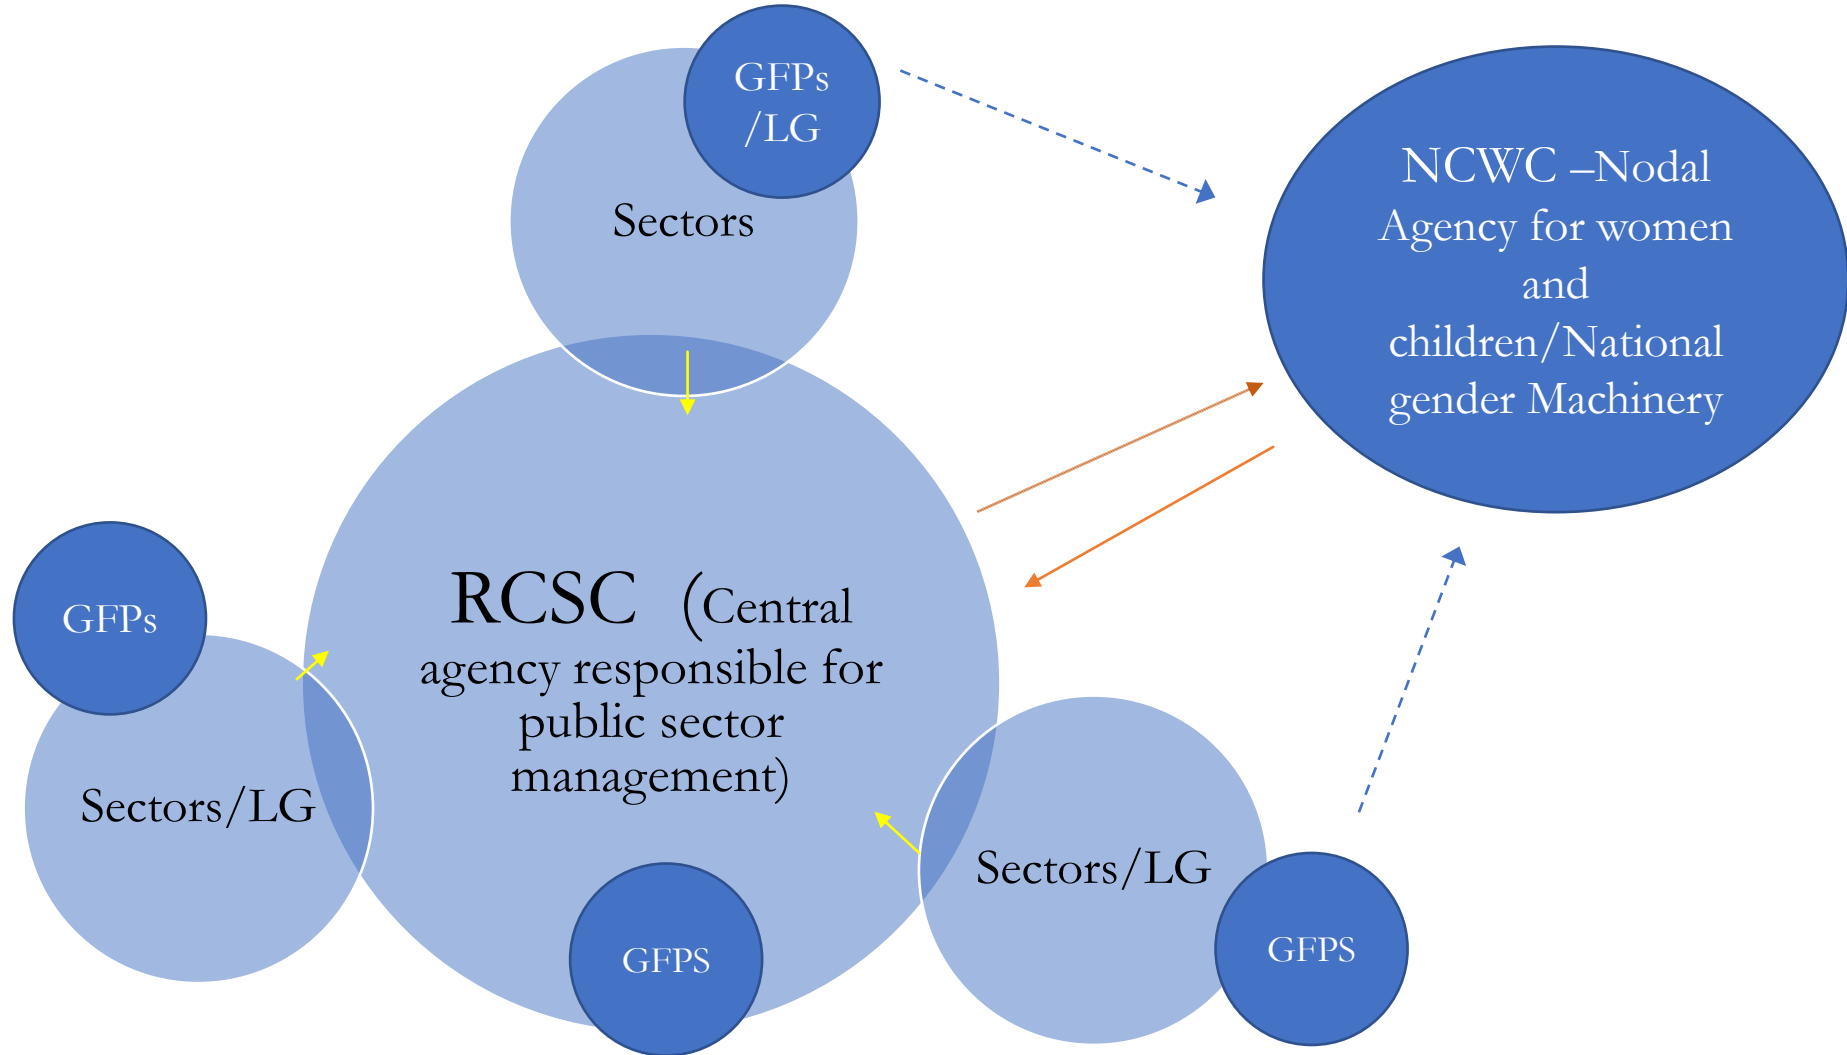 GFPs
/LG
Sectors
NCWC –Nodal
Agency for women
and
children/National
gender Machinery
GFPs
Sectors/LG
RCSC (Central
agency responsible for
public sector
management)
GFPS
Sectors/LG
GFPS